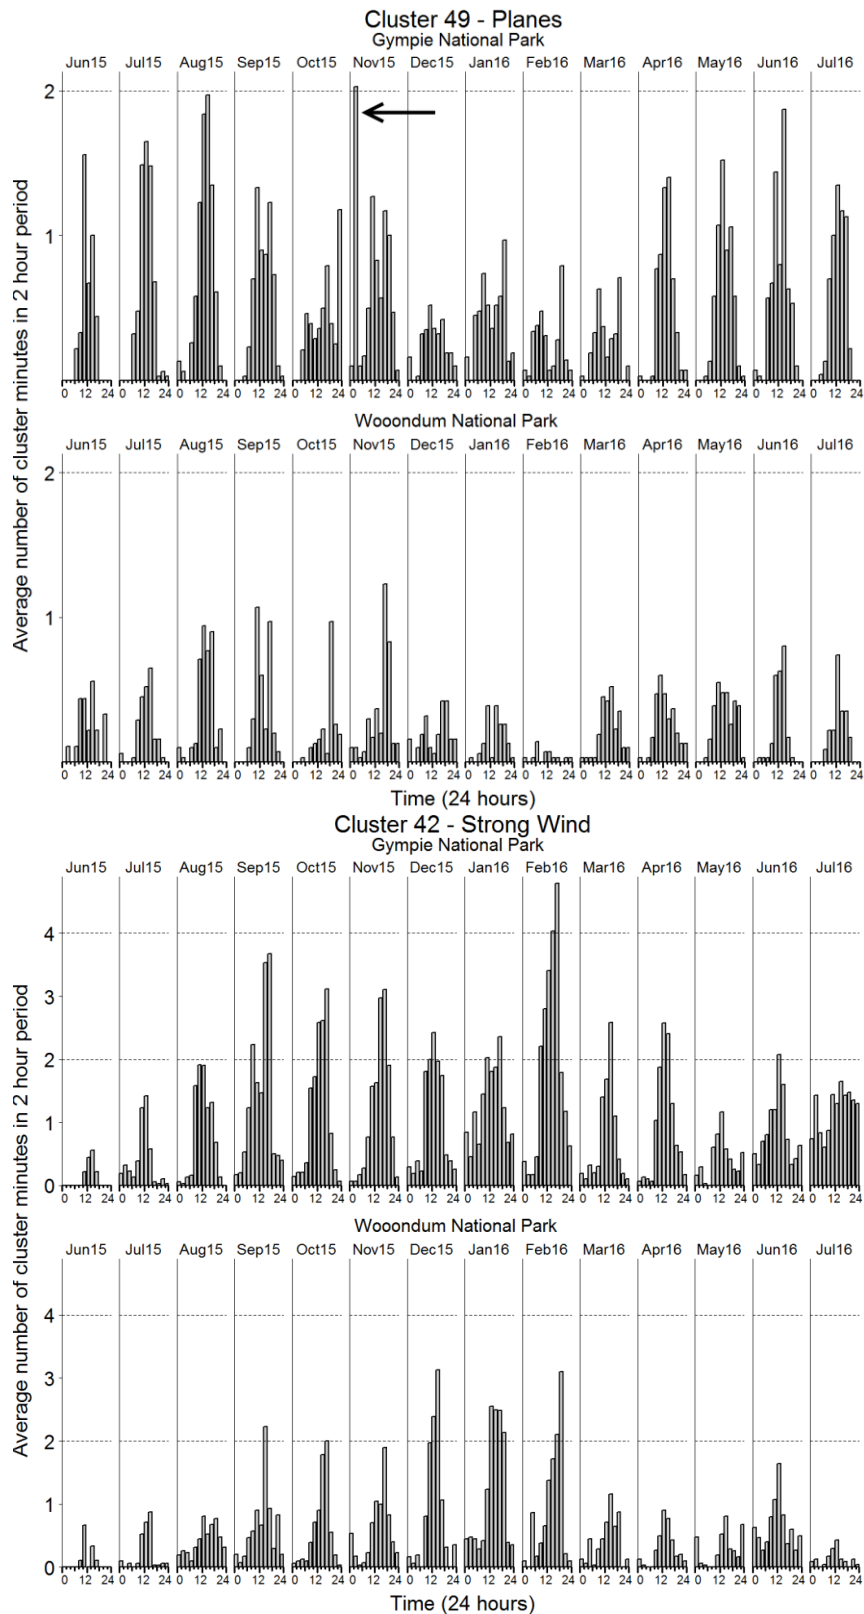 Cluster 49 - Planes
Gympie National Park
Jun15 Jul15 Aug15 Sep15 Oct15 Nov15 Dec15 Jan16 Feb16 Mar16 Apr16 May16 Jun16 Jul16
2
1
0 12 24 0 12 24 0 12 24 0 12 24 0 12 24 0 12 24 0 12 24 0 12 24 0 12 24 0 12 24 0 12 24 0 12 24 0 12 24 0 12 24
Average number of cluster minutes in 2 hour period
Wooondum National Park
Jun15 Jul15 Aug15 Sep15 Oct15 Nov15 Dec15 Jan16 Feb16 Mar16 Apr16 May16 Jun16 Jul16
2
1
0 12 24 0 12 24 0 12 24 0 12 24 0 12 24 0 12 24 0 12 24 0 12 24 0 12 24 0 12 24 0 12 24 0 12 24 0 12 24 0 12 24
Time (24 hours)
Cluster 42 - Strong Wind
Gympie National Park
Jun15 Jul15 Aug15 Sep15 Oct15 Nov15 Dec15 Jan16 Feb16 Mar16 Apr16 May16 Jun16 Jul16
4
3
2
1
0
0 12 24 0 12 24 0 12 24 0 12 24 0 12 24 0 12 24 0 12 24 0 12 24 0 12 24 0 12 24 0 12 24 0 12 24 0 12 24 0 12 24
Average number of cluster minutes in 2 hour period
Wooondum National Park
Jun15 Jul15 Aug15 Sep15 Oct15 Nov15 Dec15 Jan16 Feb16 Mar16 Apr16 May16 Jun16 Jul16
4
3
2
1
0
0 12 24 0 12 24 0 12 24 0 12 24 0 12 24 0 12 24 0 12 24 0 12 24 0 12 24 0 12 24 0 12 24 0 12 24 0 12 24 0 12 24
Time (24 hours)